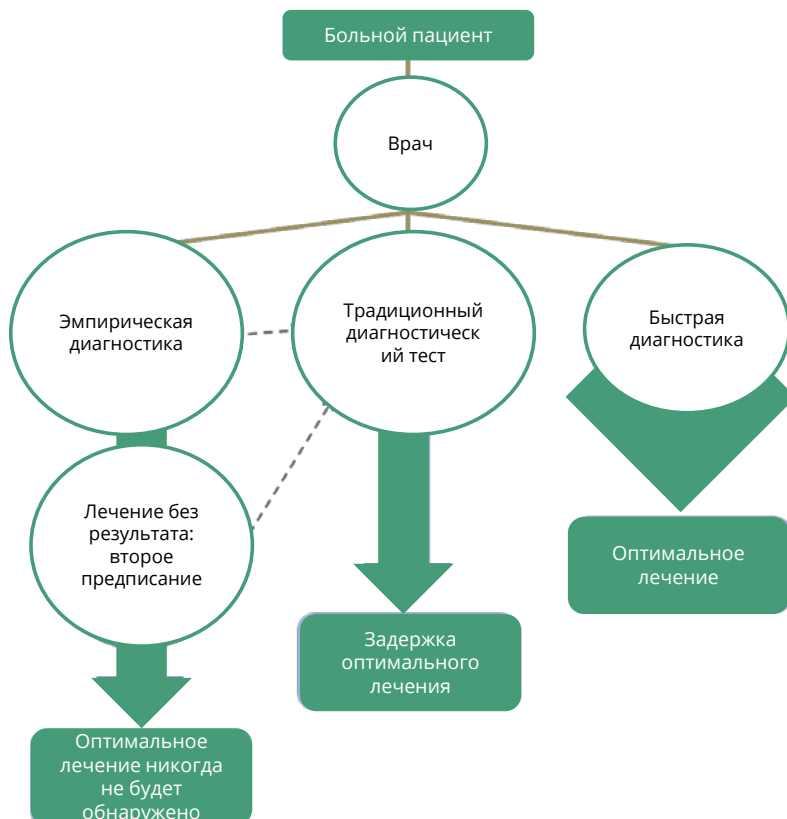 Больной пациент
Врач
Эмпирическая
диагностика
Традиционный
диагностическ
ий тест
Быстрая
диагностика
Лечение без
результата:
второе
предписание
Оптимальное
лечение
Задержка
оптимального
лечения
Оптимальное
лечение никогда
не будет
обнаружено